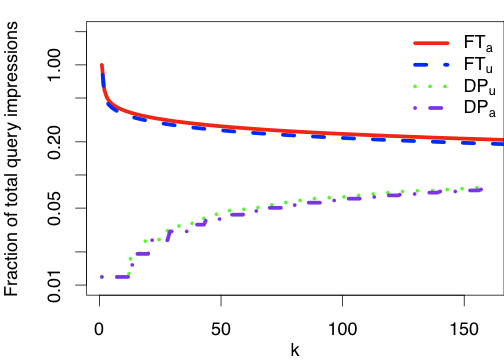 Fraction of total query impressions
1.00
0.20
0.05
0.01
FTa
FTu
DPu
DPa
0
50
100
150
k